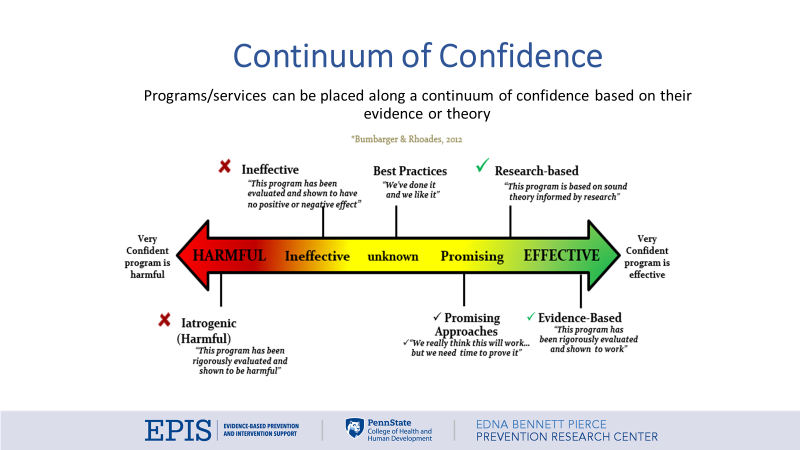 Continuum of Confidence
Programs/services can be placed along a continuum of confidence based on their
evidence or theory
*Bumbarger & Rhoades, 2012
✗ Ineffective
"This program has been
evaluated and shown to have
no positive or negative effect"
Best Practices
"We've done it
and we like it"
✓ Research-based
"This program is based on sound
theory informed by research"
Very
Confident
program is
harmful
HARMFUL Ineffective unknown Promising EFFECTIVE
Very
Confident
program is
effective
✗ Iatrogenic
(Harmful)
"This program has been
rigorously evaluated and
shown to be harmful"
✓ Promising
Approaches
✓"We really think this will work...
but we need time to prove it"
✓ Evidence-Based
"This program has
been rigorously evaluated
and shown to work"
EPIS
EVIDENCE-BASED PREVENTION
AND INTERVENTION SUPPORT
PennState
College of Health and
Human Development
EDNA BENNETT PIERCE
PREVENTION RESEARCH CENTER